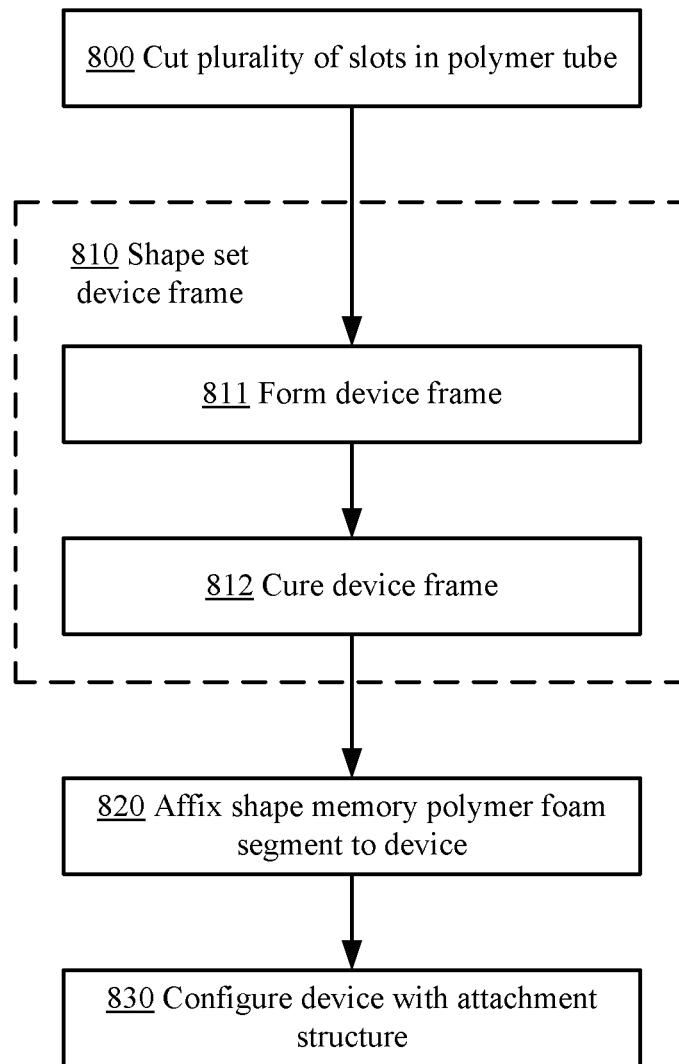 800 Cut plurality of slots in polymer tube
810 Shape set
device frame
811 Form device frame
812 Cure device frame
820 Affix shape memory polymer foam
segment to device
830 Configure device with attachment
structure